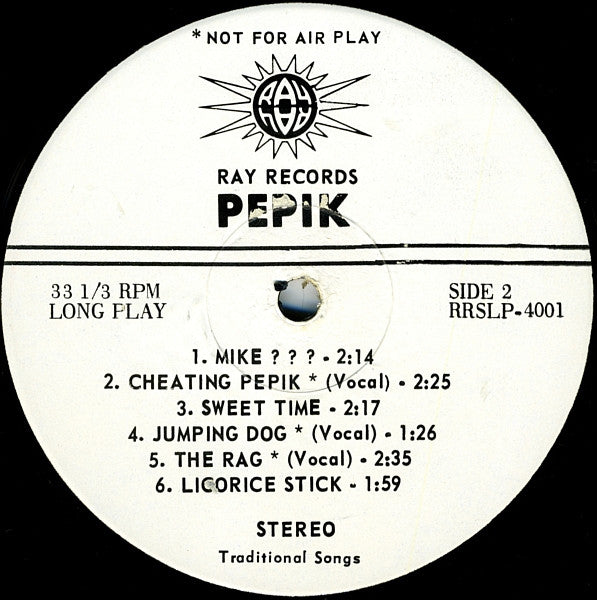 * NOT FOR AIR PLAY
RAY
RAY RECORDS
PEPIK
33 1/3 RPM
LONG PLAY
SIDE 2
RRSLP-4001
1. MIKE ? ? ? - 2:14
2. CHEATING PEPIK * (Vocal) - 2:25
3. SWEET TIME - 2:17
4. JUMPING DOG * (Vocal) - 1:26
5. THE RAG * (Vocal) - 2:35
6. LICORICE STICK - 1:59
STEREO
Traditional Songs